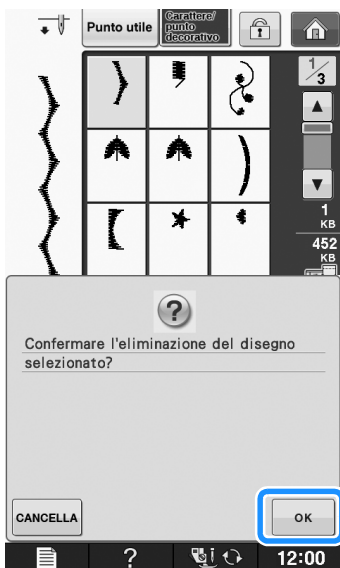 Punto utile
Carattere/
punto
decorativo
1/3
1
KB
452
KB
?
Confermare l'eliminazione del disegno
selezionato?
CANCELLA
OK
?
12:00